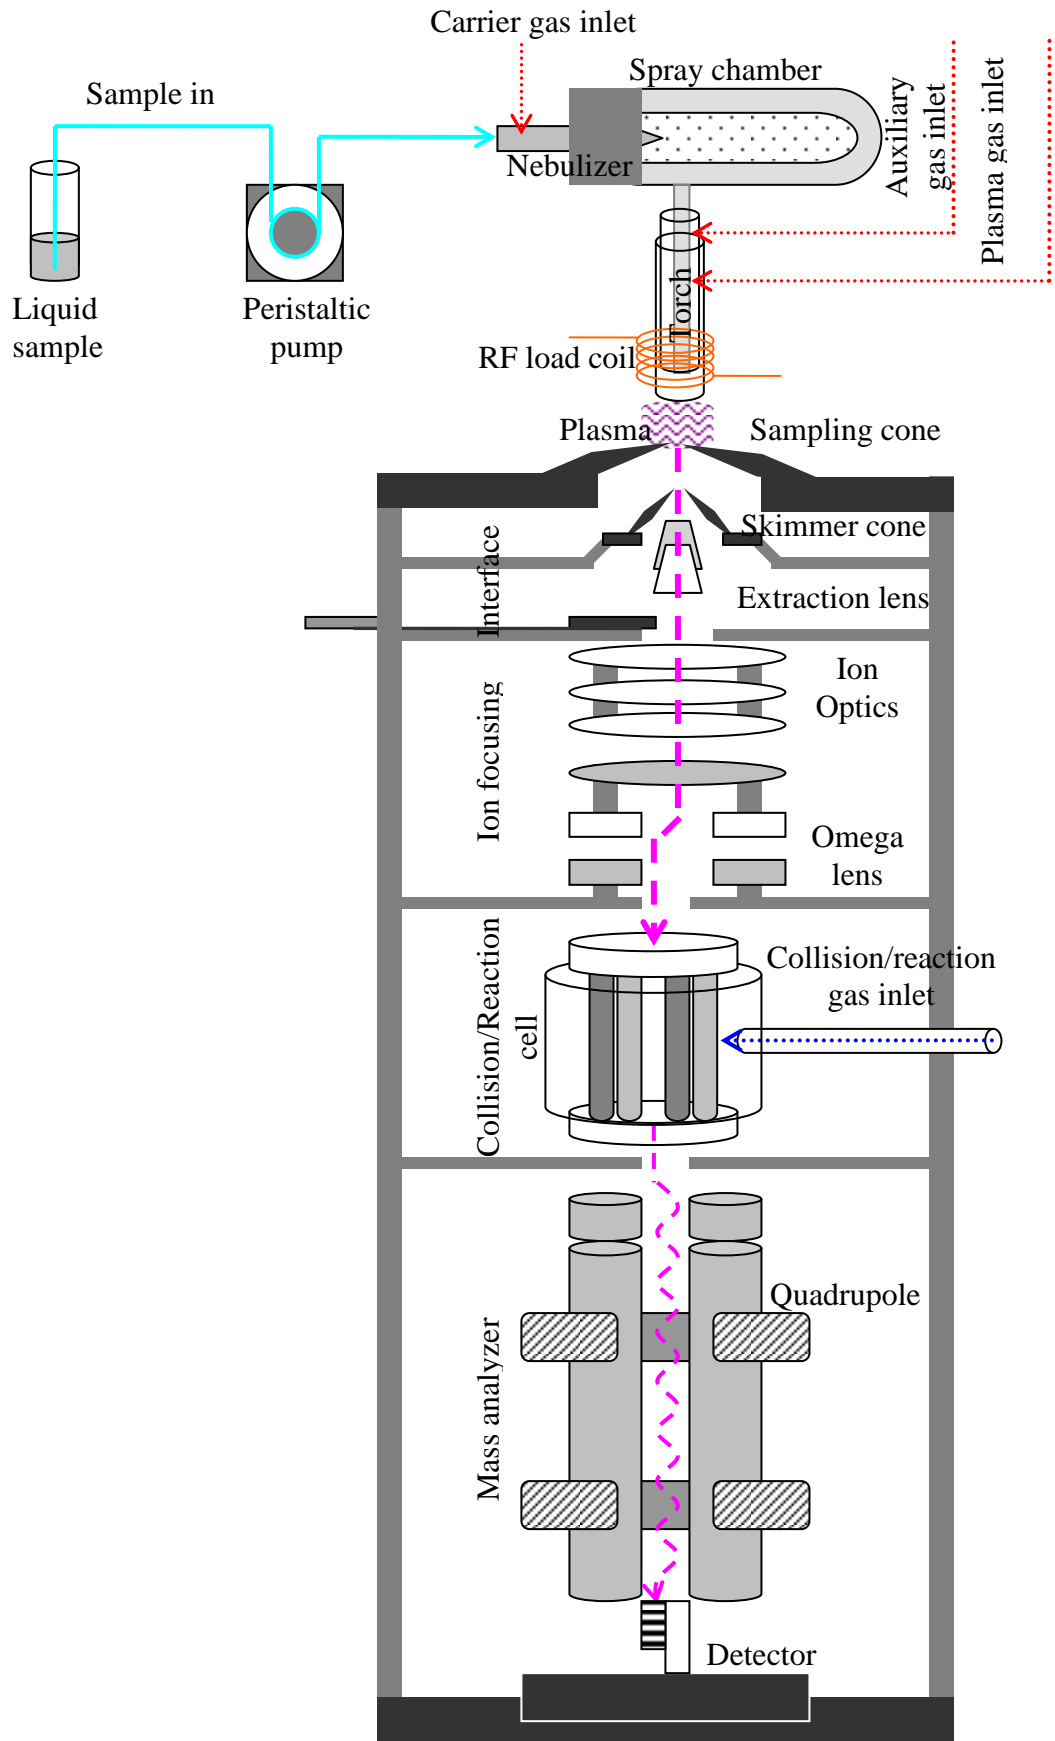 Carrier gas inlet
Sample in
Spray chamber
Auxiliary
gas inlet
Plasma gas inlet
Nebulizer
Liquid
sample
Peristaltic
pump
Torch
RF load coil
Plasma
Sampling cone
Skimmer cone
Interface
Extraction lens
Ion
Optics
Ion focusing
Omega
lens
Collision/Reaction
cell
Collision/reaction
gas inlet
Quadrupole
Mass analyzer
Detector